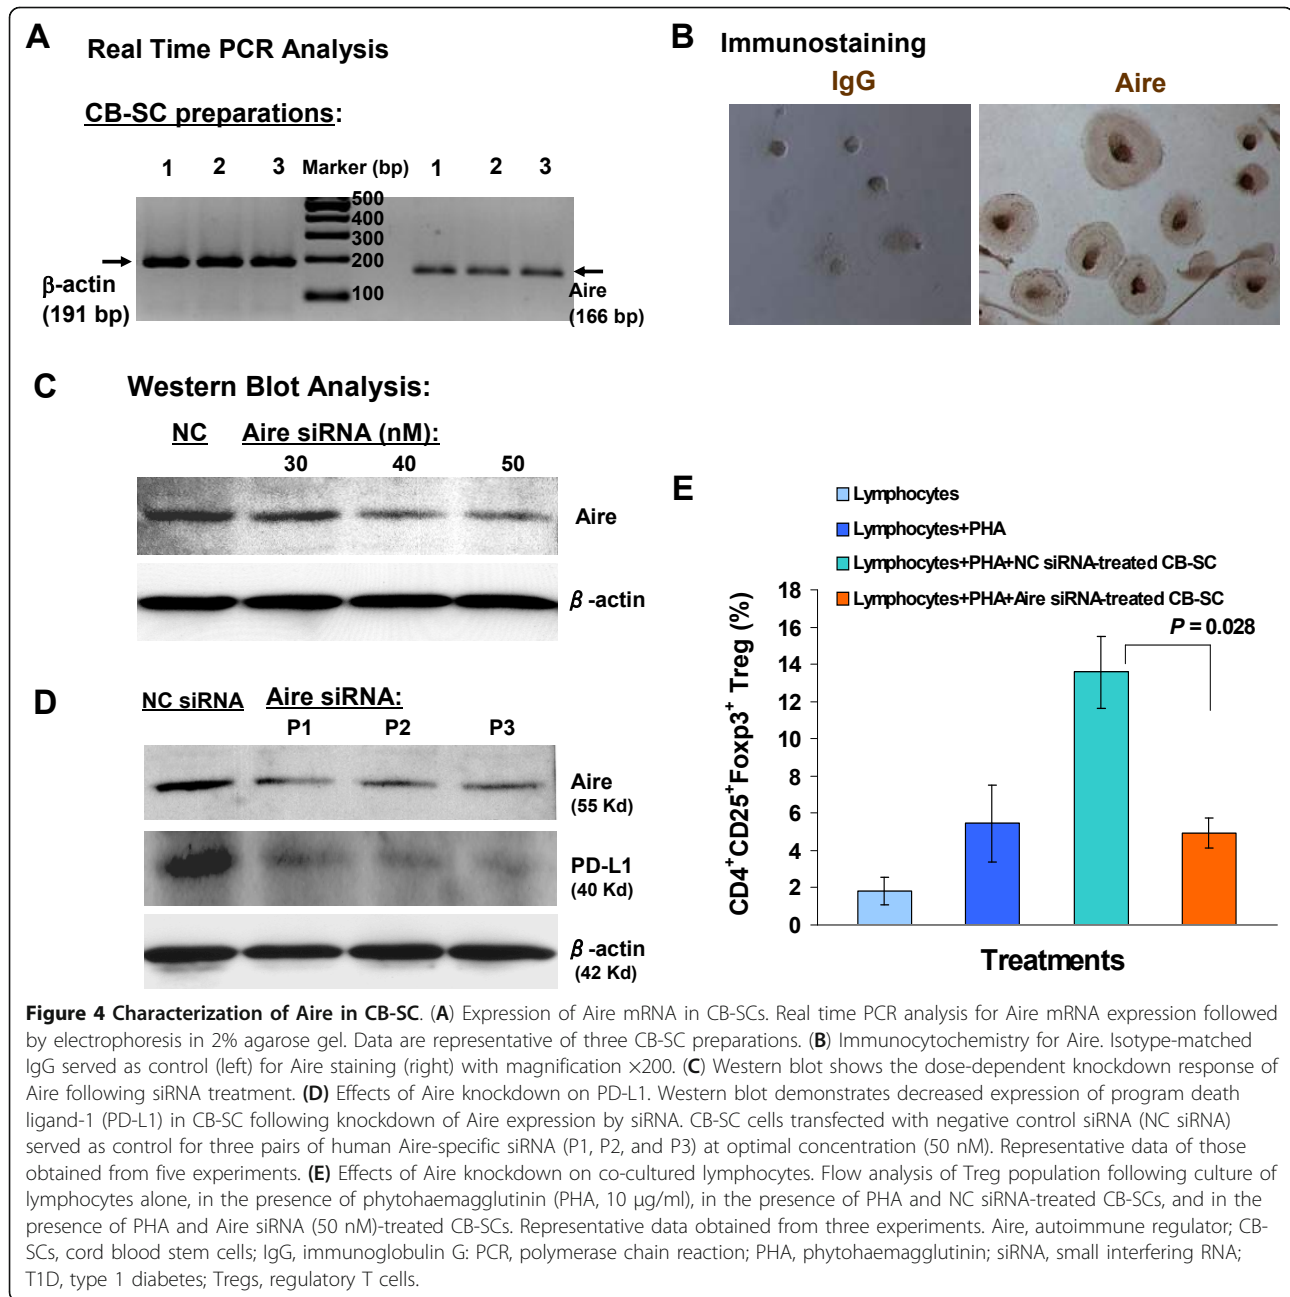 A
Real Time PCR Analysis
CB-SC preparations:
1 2 3 Marker (bp) 1 2 3
500
400
300
200
100
β-actin
(191 bp)
Aire
(166 bp)
B
Immunostaining
IgG Aire
C
Western Blot Analysis:
NC Aire siRNA (nM):
30 40 50
Aire
β-actin
D
NC siRNA Aire siRNA:
P1 P2 P3
Aire
(55 Kd)
PD-L1
(40 Kd)
β-actin
(42 Kd)
E
Lymphocytes
Lymphocytes+PHA
Lymphocytes+PHA+NC siRNA-treated CB-SC
Lymphocytes+PHA+Aire siRNA-treated CB-SC
P = 0.028
CD4⁺CD25⁺Foxp3⁺ Treg (%)
18
16
14
12
10
8
6
4
2
0
Treatments
Figure 4 Characterization of Aire in CB-SC. (A) Expression of Aire mRNA in CB-SCs. Real time PCR analysis for Aire mRNA expression followed
by electrophoresis in 2% agarose gel. Data are representative of three CB-SC preparations. (B) Immunocytochemistry for Aire. Isotype-matched
IgG served as control (left) for Aire staining (right) with magnification ×200. (C) Western blot shows the dose-dependent knockdown response of
Aire following siRNA treatment. (D) Effects of Aire knockdown on PD-L1. Western blot demonstrates decreased expression of program death
ligand-1 (PD-L1) in CB-SC following knockdown of Aire expression by siRNA. CB-SC cells transfected with negative control siRNA (NC siRNA)
served as control for three pairs of human Aire-specific siRNA (P1, P2, and P3) at optimal concentration (50 nM). Representative data of those
obtained from five experiments. (E) Effects of Aire knockdown on co-cultured lymphocytes. Flow analysis of Treg population following culture of
lymphocytes alone, in the presence of phytohaemagglutinin (PHA, 10 μg/ml), in the presence of PHA and NC siRNA-treated CB-SCs, and in the
presence of PHA and Aire siRNA (50 nM)-treated CB-SCs. Representative data obtained from three experiments. Aire, autoimmune regulator; CB-
SCs, cord blood stem cells; IgG, immunoglobulin G: PCR, polymerase chain reaction; PHA, phytohaemagglutinin; siRNA, small interfering RNA;
T1D, type 1 diabetes; Tregs, regulatory T cells.